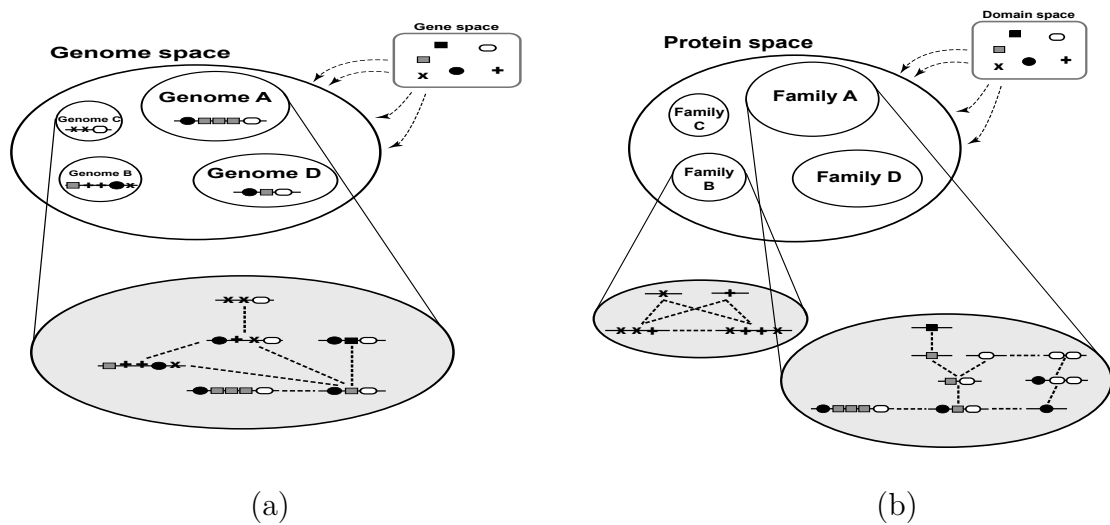 Gene space
Genome space
Genome A
Genome C
Genome B
Genome D
(a)
Domain space
Protein space
Family A
Family
C
Family
B
Family D
(b)